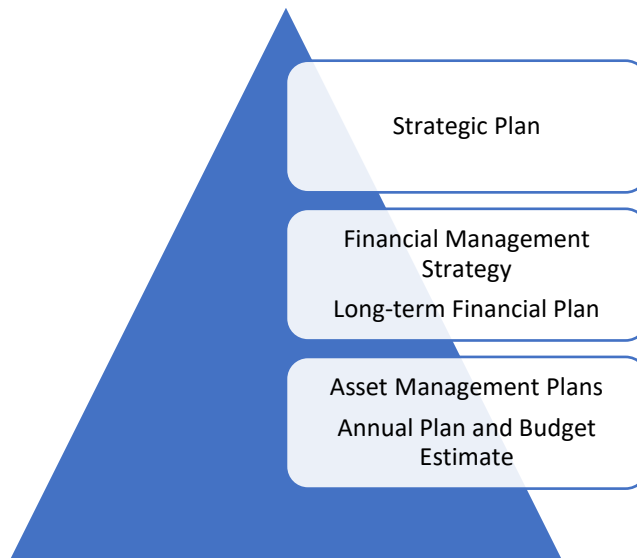 Strategic Plan
Financial Management
Strategy
Long-term Financial Plan
Asset Management Plans
Annual Plan and Budget
Estimate